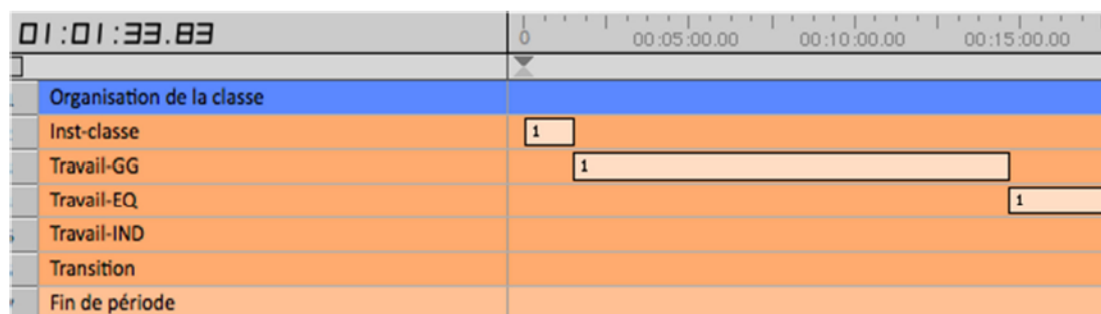 01:01:33.83
0 00:05:00.00 00:10:00.00 00:15:00.00
Organisation de la classe
Inst-classe 1
Travail-GG 1
Travail-EQ 1
Travail-IND
Transition
Fin de période